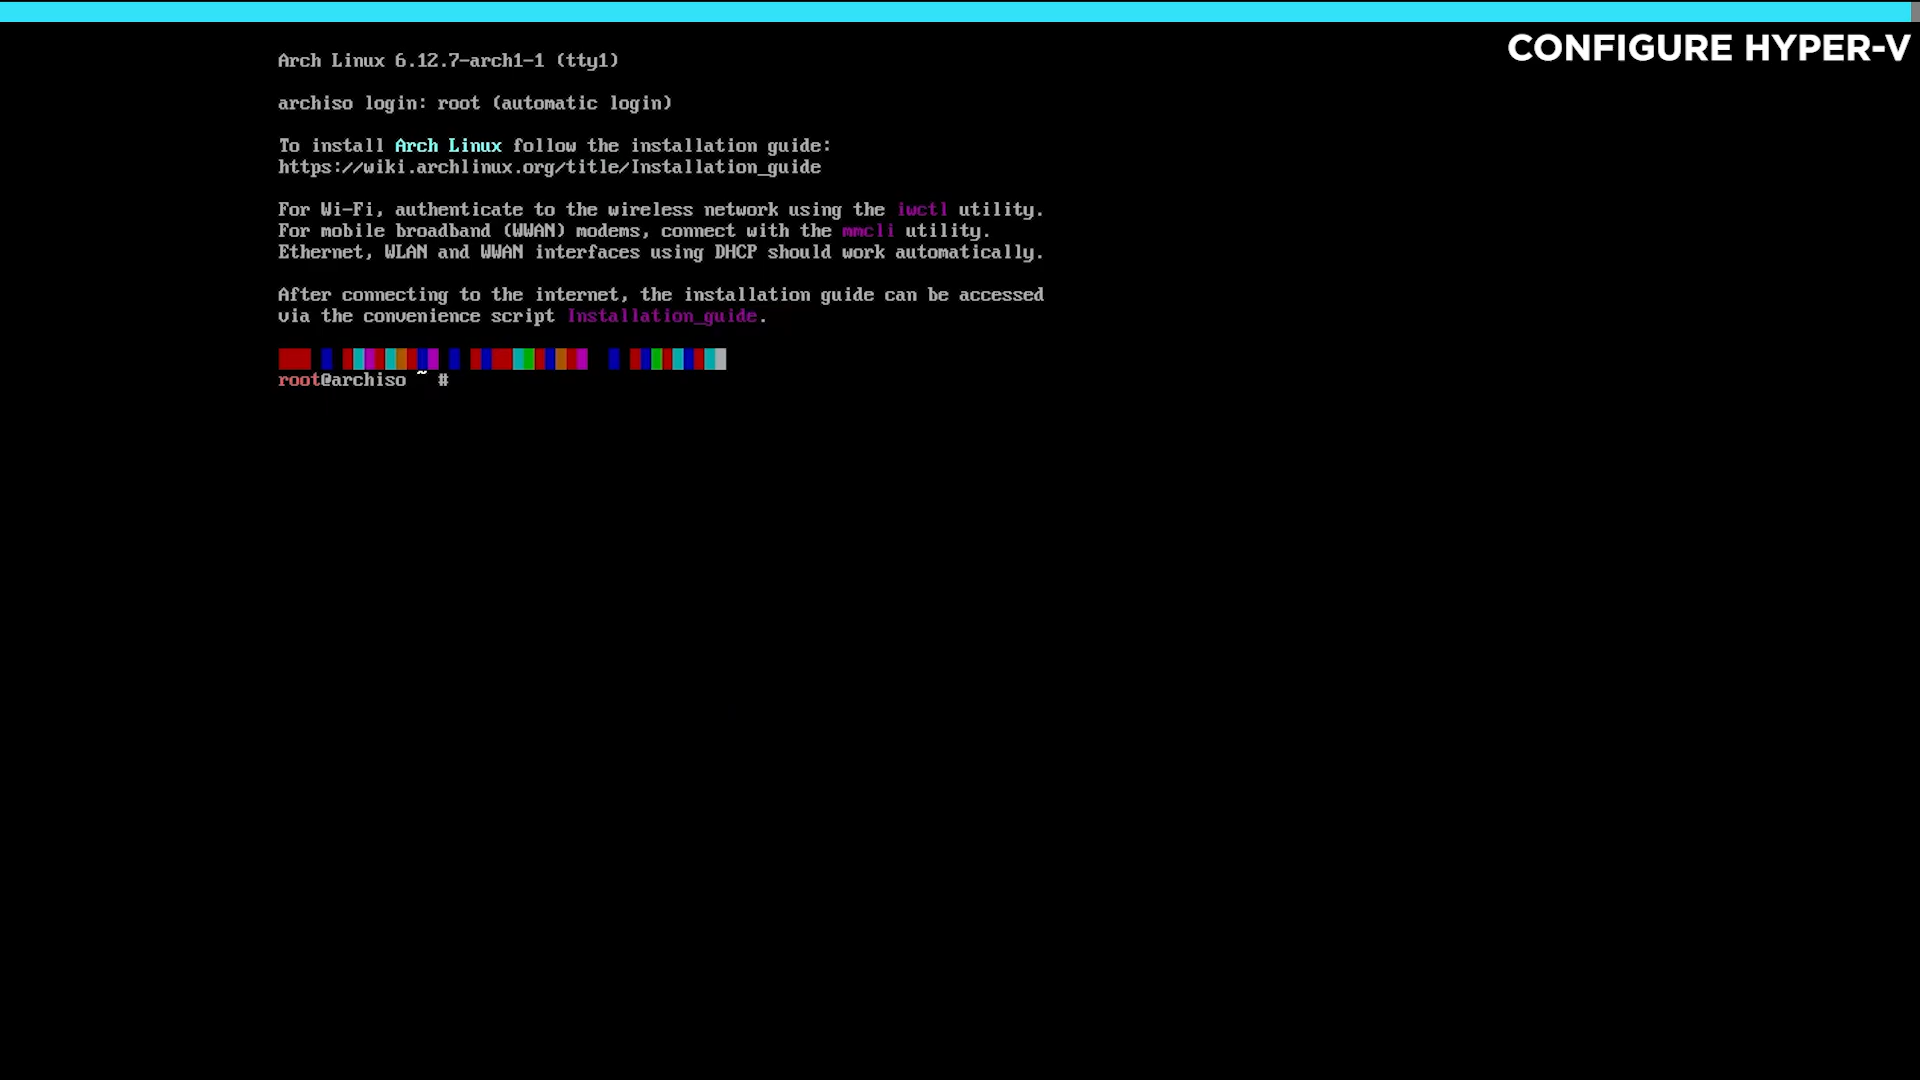 CONFIGURE HYPER-V
Arch Linux 6.12.7-arch1-1 (tty1)
archiso login: root (automatic login)
To install Arch Linux follow the installation guide:
https://wiki.archlinux.org/title/Installation_guide
For Wi-Fi, authenticate to the wireless network using the iwctl utility.
For mobile broadband (WWAN) modems, connect with the mmcli utility.
Ethernet, WLAN and WWAN interfaces using DHCP should work automatically.
After connecting to the internet, the installation guide can be accessed
via the convenience script Installation_guide.
root@archiso ~ #